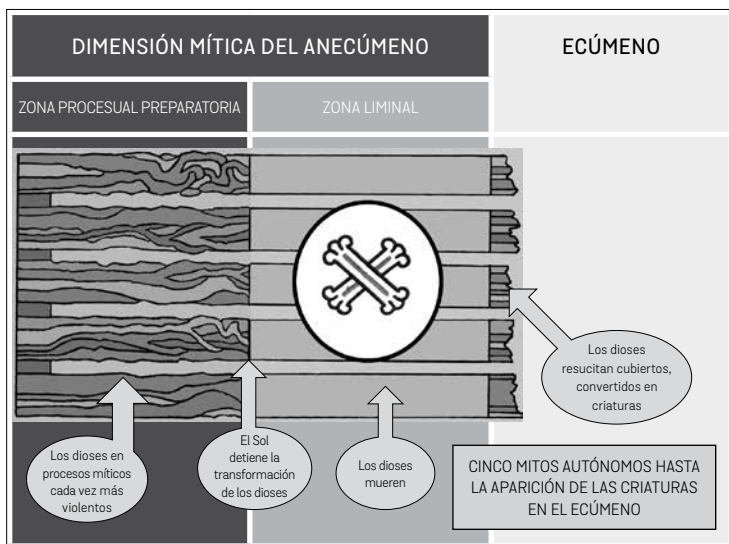 DIMENSIÓN MÍTICA DEL ANECÚMENO
ECÚMENO
ZONA PROCESUAL PREPARATORIA
ZONA LIMINAL
Los dioses
resucitan cubiertos,
convertidos en
criaturas
Los dioses en
procesos míticos
cada vez más
violentos
El Sol
detiene la
transformación
de los dioses
Los dioses
mueren
CINCO MITOS AUTÓNOMOS HASTA
LA APARICIÓN DE LAS CRIATURAS
EN EL ECÚMENO